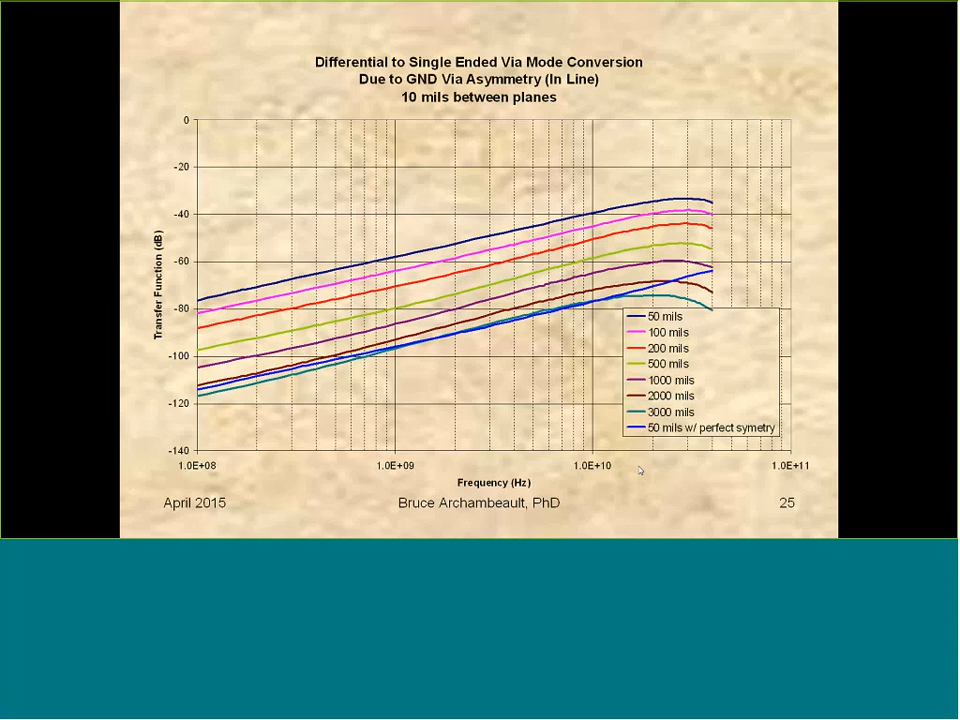 Differential to Single Ended Via Mode Conversion
Due to GND Via Asymmetry (In Line)
10 mils between planes
0
-20
-40
-60
-80
-100
-120
-140
Transfer Function (dB)
50 mils
100 mils
200 mils
500 mils
1000 mils
2000 mils
3000 mils
50 mils w/ perfect symetry
1.0E+08 1.0E+09 1.0E+10 1.0E+11
Frequency (Hz)
April 2015 Bruce Archambeault, PhD 25